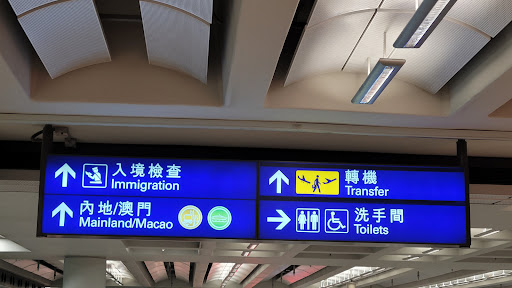 入境檢查
Immigration
內地/澳門
Mainland/Macao
轉機
Transfer
洗手間
Toilets